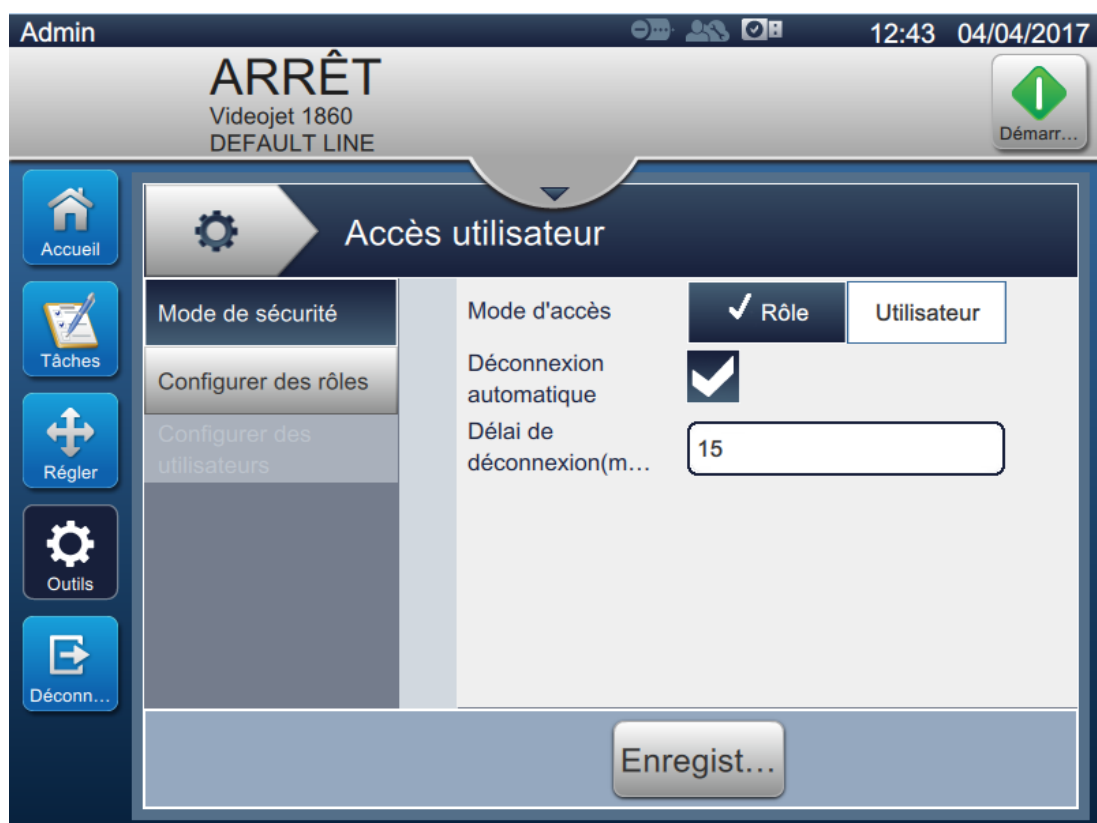 Admin
12:43 04/04/2017
ARRÊT
Videojet 1860
DEFAULT LINE
Démarr...
Accueil
Tâches
Régler
Outils
Déconn...
Accès utilisateur
Mode de sécurité
Configurer des rôles
Configurer des
utilisateurs
Mode d'accès
Rôle
Utilisateur
Déconnexion
automatique
Délai de
déconnexion(m...
15
Enregist...